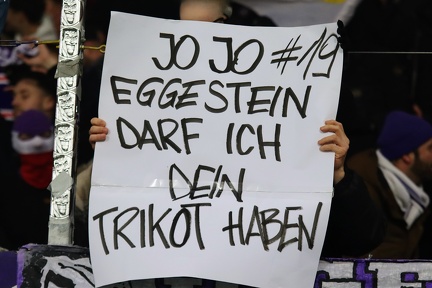 JO JO #19
EGGESTEIN
DARF ICH
DEIN
TRIKOT HABEN